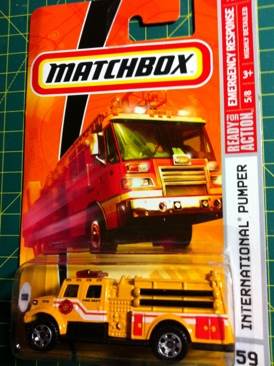 MATCHBOX
READY FOR ACTION
EMERGENCY RESPONSE
HIGHLY DETAILED
3+
5/8
INTERNATIONAL® PUMPER
59